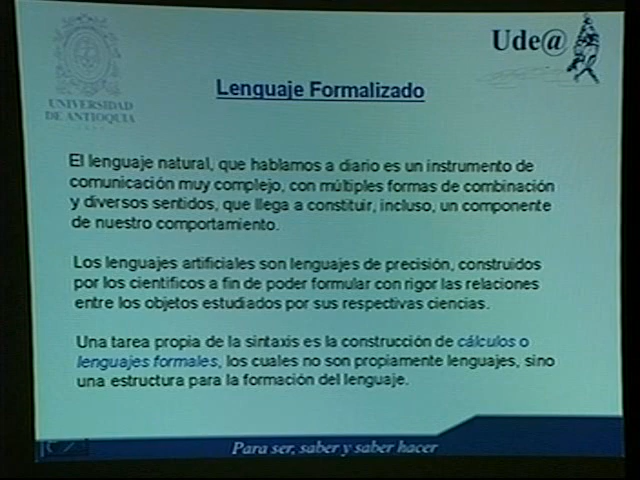 UNIVERSIDAD
DE ANTIOQUIA
Ude@
Lenguaje Formalizado
El lenguaje natural, que hablamos a diario es un instrumento de
comunicación muy complejo, con múltiples formas de combinación
y diversos sentidos, que llega a constituir, incluso, un componente
de nuestro comportamiento.
Los lenguajes artificiales son lenguajes de precisión, construidos
por los científicos a fin de poder formular con rigor las relaciones
entre los objetos estudiados por sus respectivas ciencias.
Una tarea propia de la sintaxis es la construcción de cálculos o
lenguajes formales, los cuales no son propiamente lenguajes, sino
una estructura para la formación del lenguaje.
Para ser, saber y saber hacer